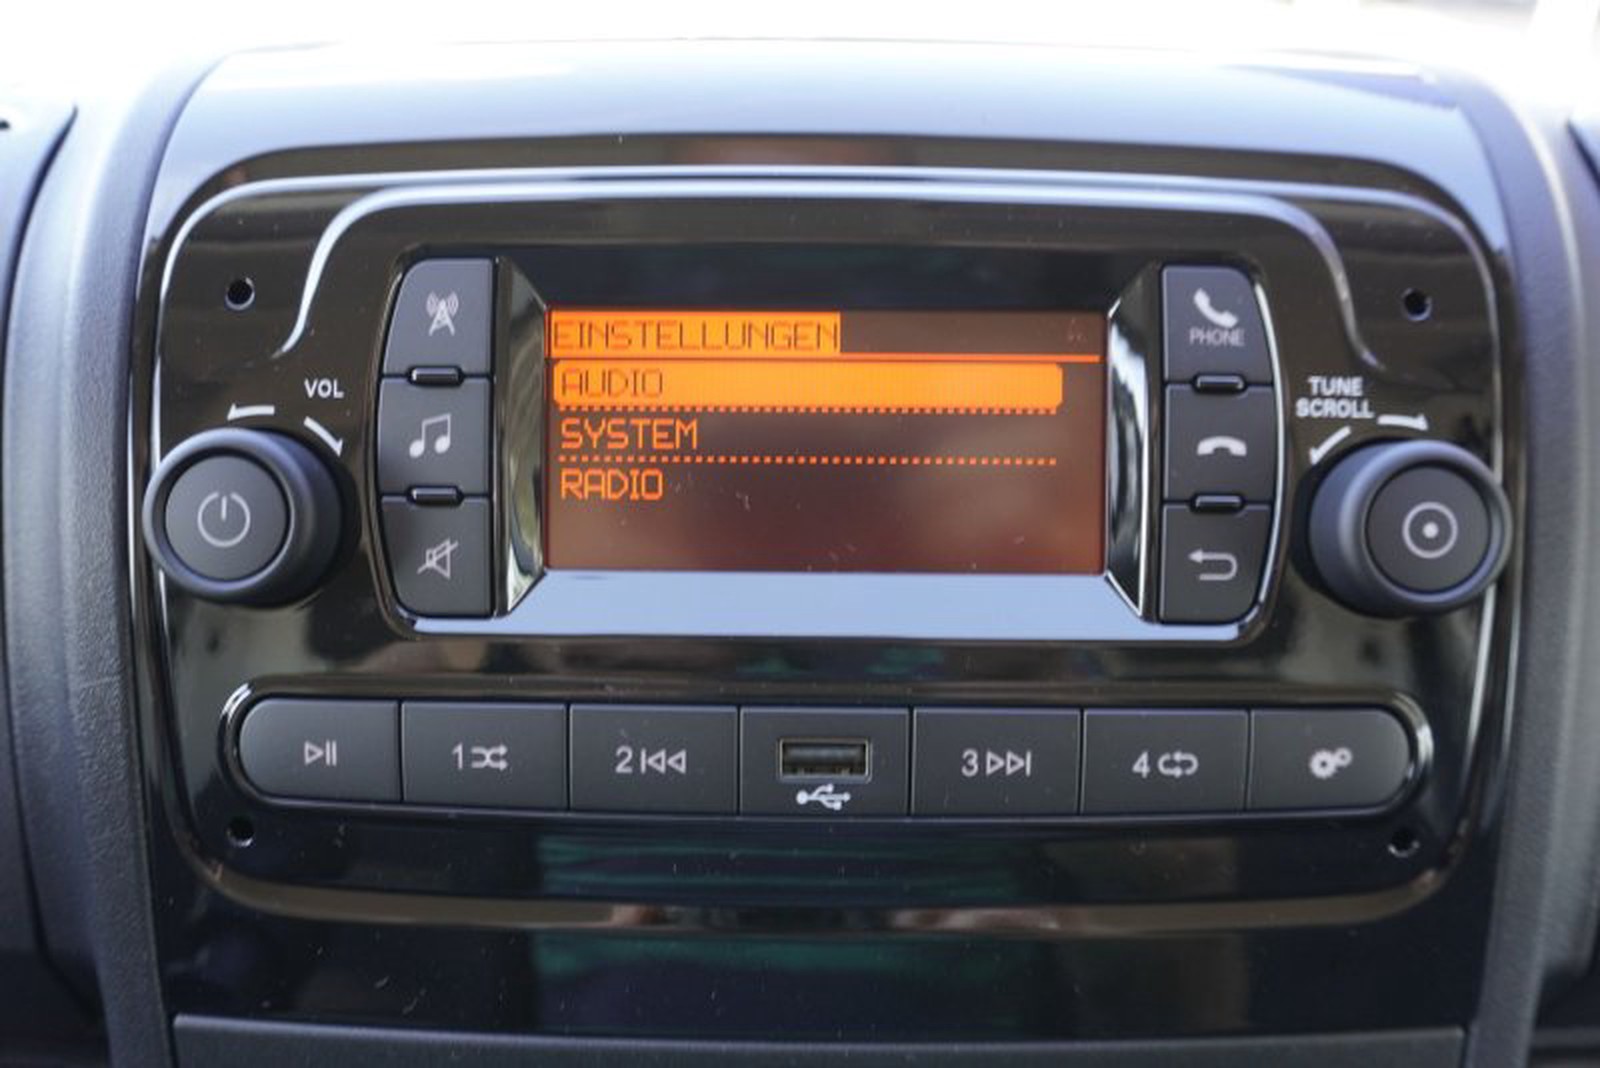 EINSTELLUNGEN
AUDIO
SYSTEM
RADIO
VOL
PHONE
TUNE
SCROLL
1
2
3
4